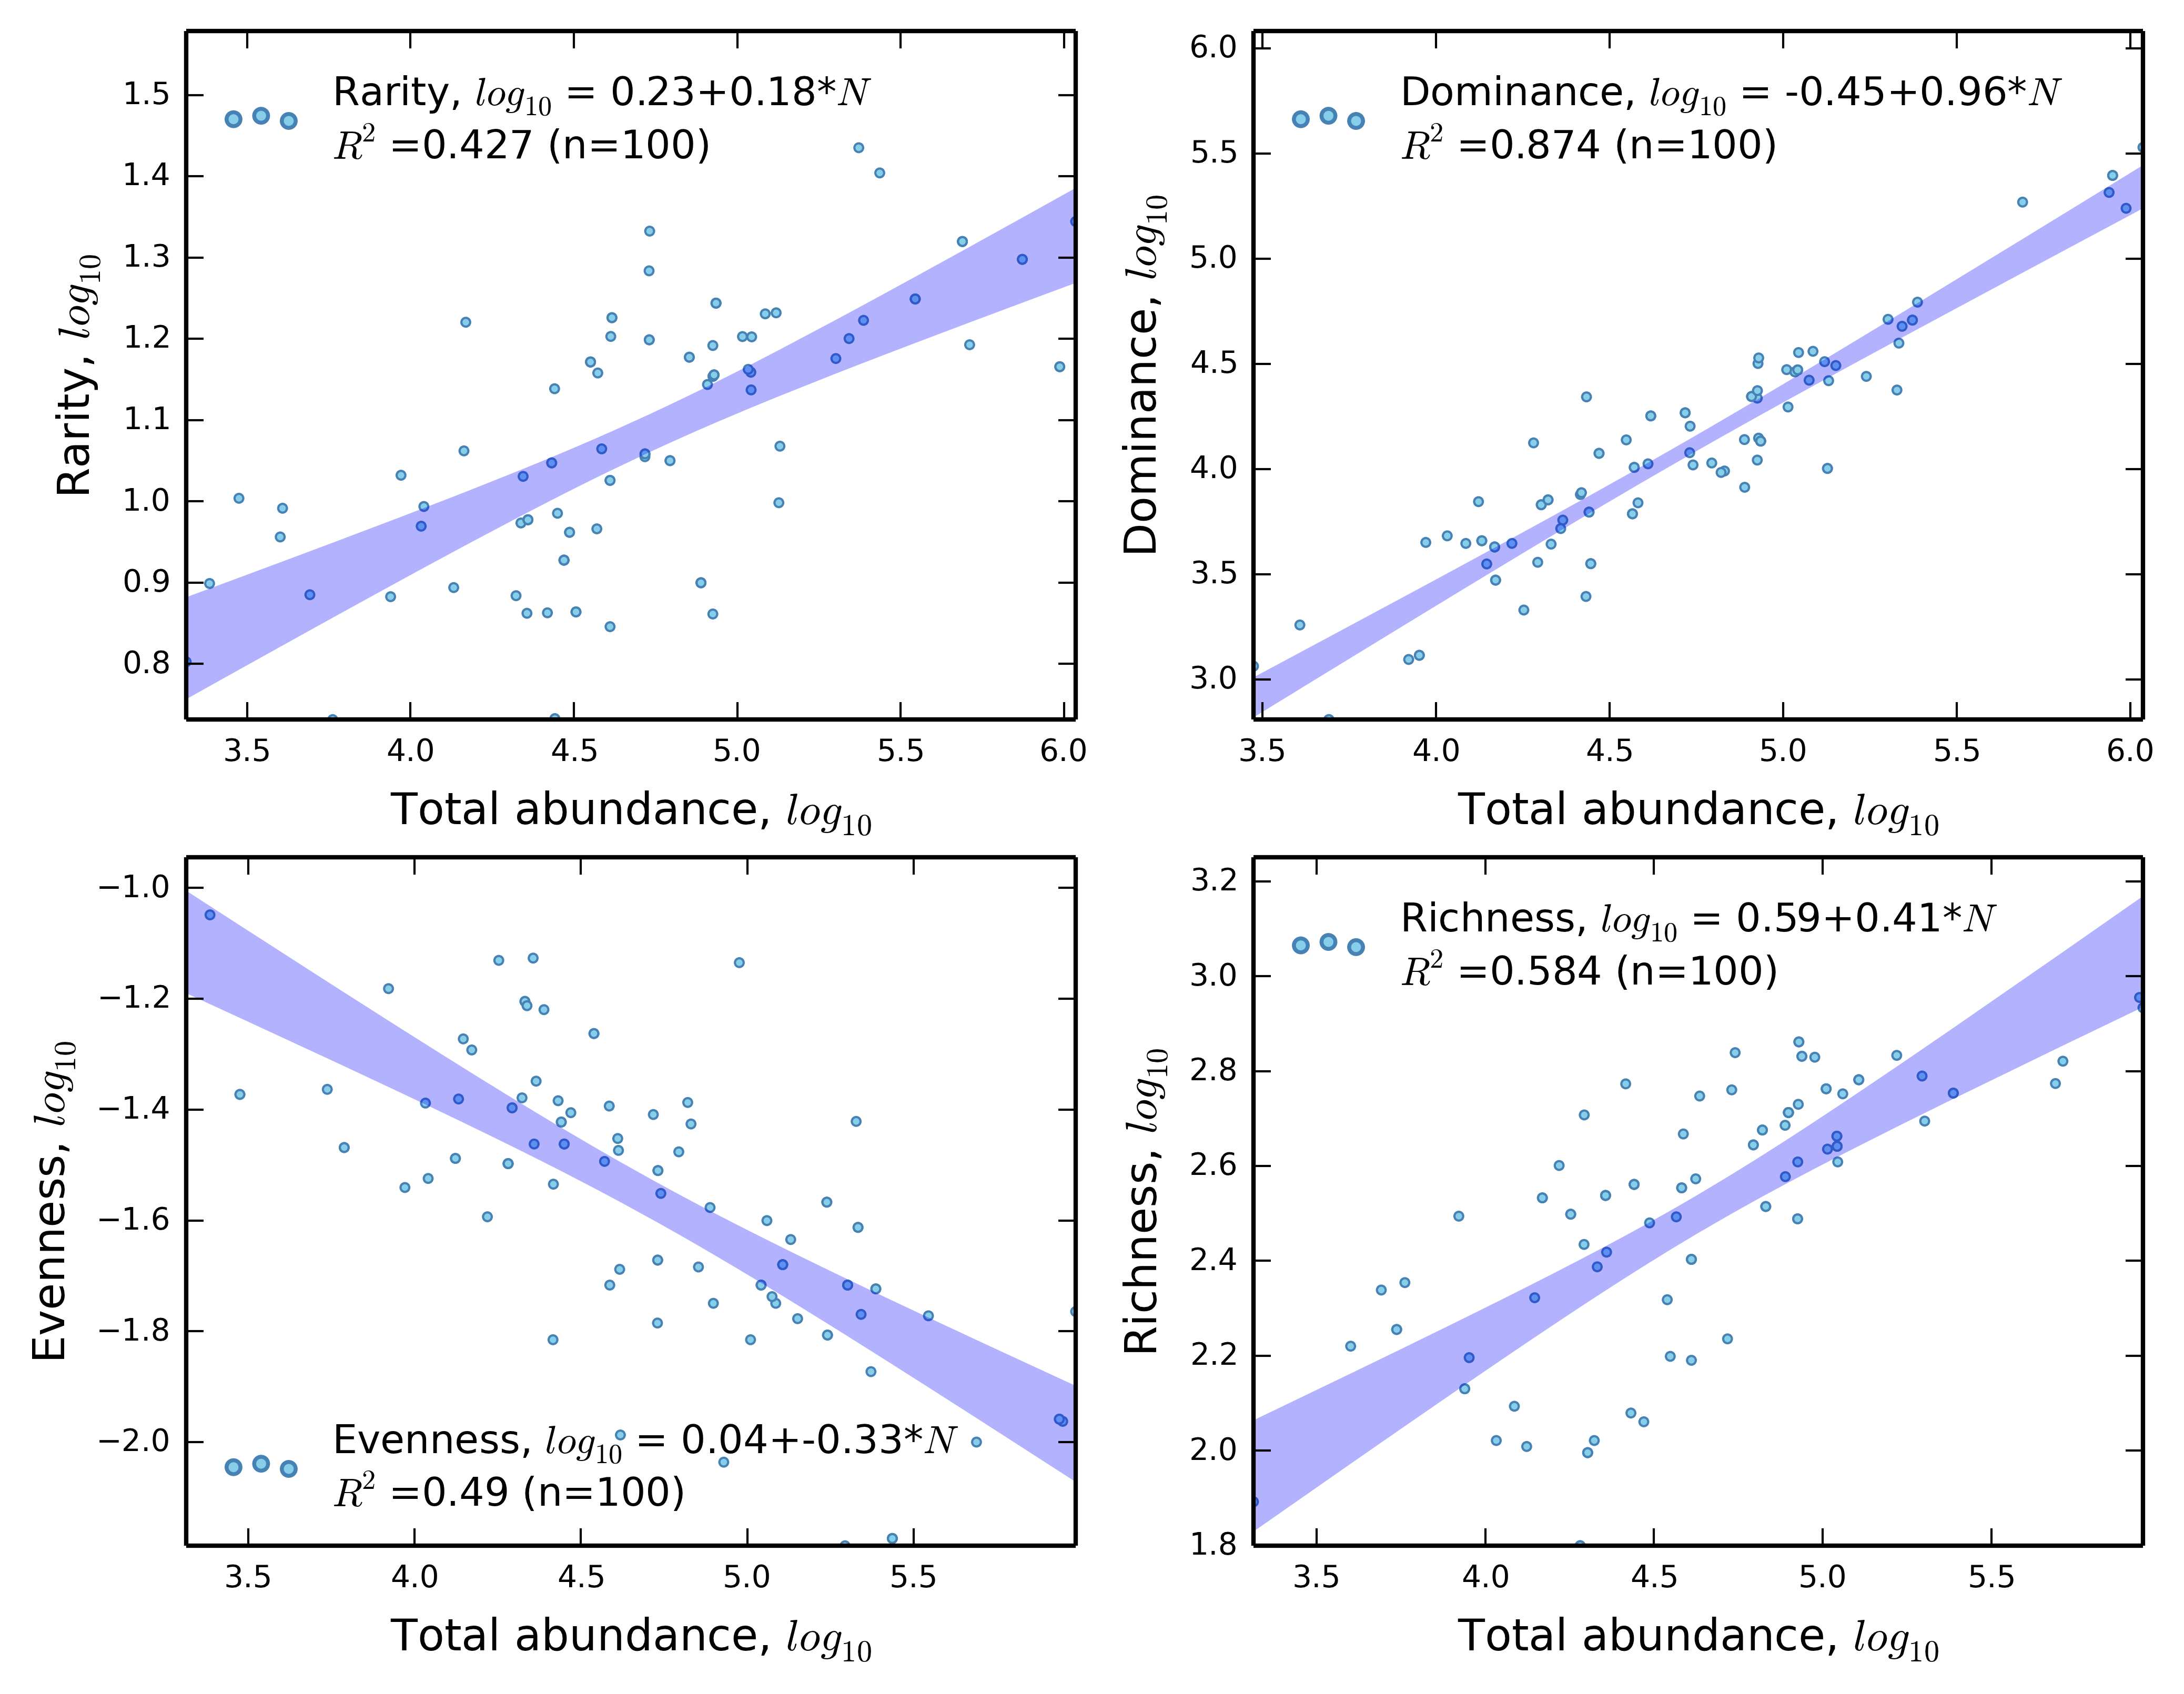 Rarity, log10 = 0.23+0.18*N
R2 =0.427 (n=100)
1.5
1.4
1.3
1.2
1.1
1.0
0.9
0.8
Rarity, log10
3.5 4.0 4.5 5.0 5.5 6.0
Total abundance, log10
Dominance, log10 = -0.45+0.96*N
R2 =0.874 (n=100)
6.0
5.5
5.0
4.5
4.0
3.5
3.0
Dominance, log10
3.5 4.0 4.5 5.0 5.5 6.0
Total abundance, log10
−1.0
−1.2
−1.4
−1.6
−1.8
−2.0
Evenness, log10
Evenness, log10 = 0.04+-0.33*N
R2 =0.49 (n=100)
3.5 4.0 4.5 5.0 5.5
Total abundance, log10
Richness, log10 = 0.59+0.41*N
R2 =0.584 (n=100)
3.2
3.0
2.8
2.6
2.4
2.2
2.0
1.8
Richness, log10
3.5 4.0 4.5 5.0 5.5
Total abundance, log10